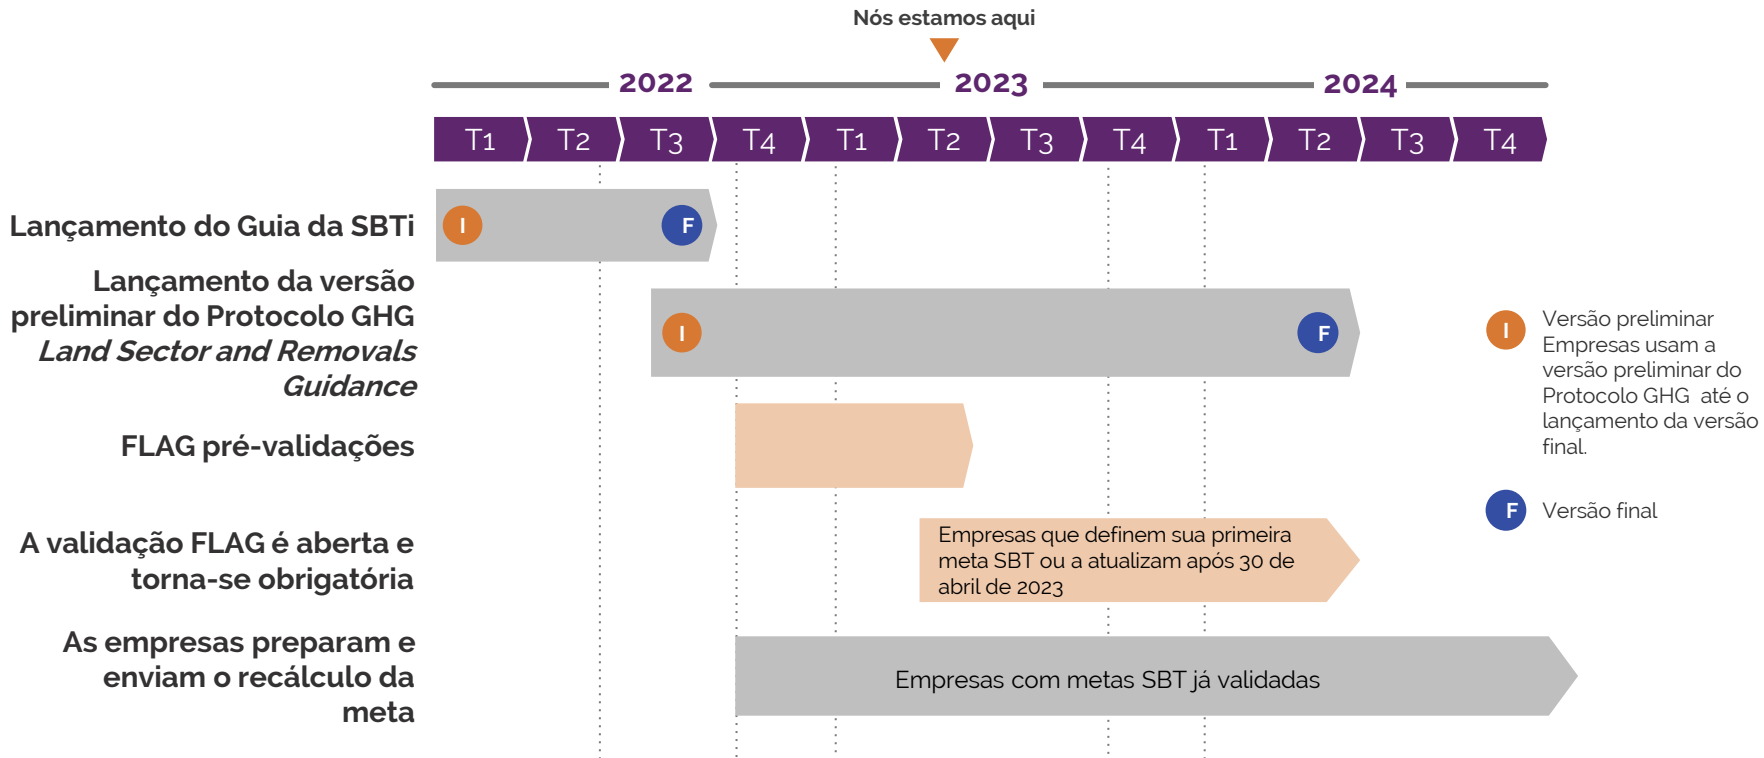 Nós estamos aqui
2022
2023
2024
T1
T2
T3
T4
T1
T2
T3
T4
T1
T2
T3
T4
Lançamento do Guia da SBTi
I
F
Lançamento da versão
preliminar do Protocolo GHG
Land Sector and Removals
Guidance
I
F
FLAG pré-validações
A validação FLAG é aberta e
torna-se obrigatória
Empresas que definem sua primeira
meta SBT ou a atualizam após 30 de
abril de 2023
As empresas preparam e
enviam o recálculo da
meta
Empresas com metas SBT já validadas
I
Versão preliminar
Empresas usam a
versão preliminar do
Protocolo GHG até o
lançamento da versão
final.
F
Versão final